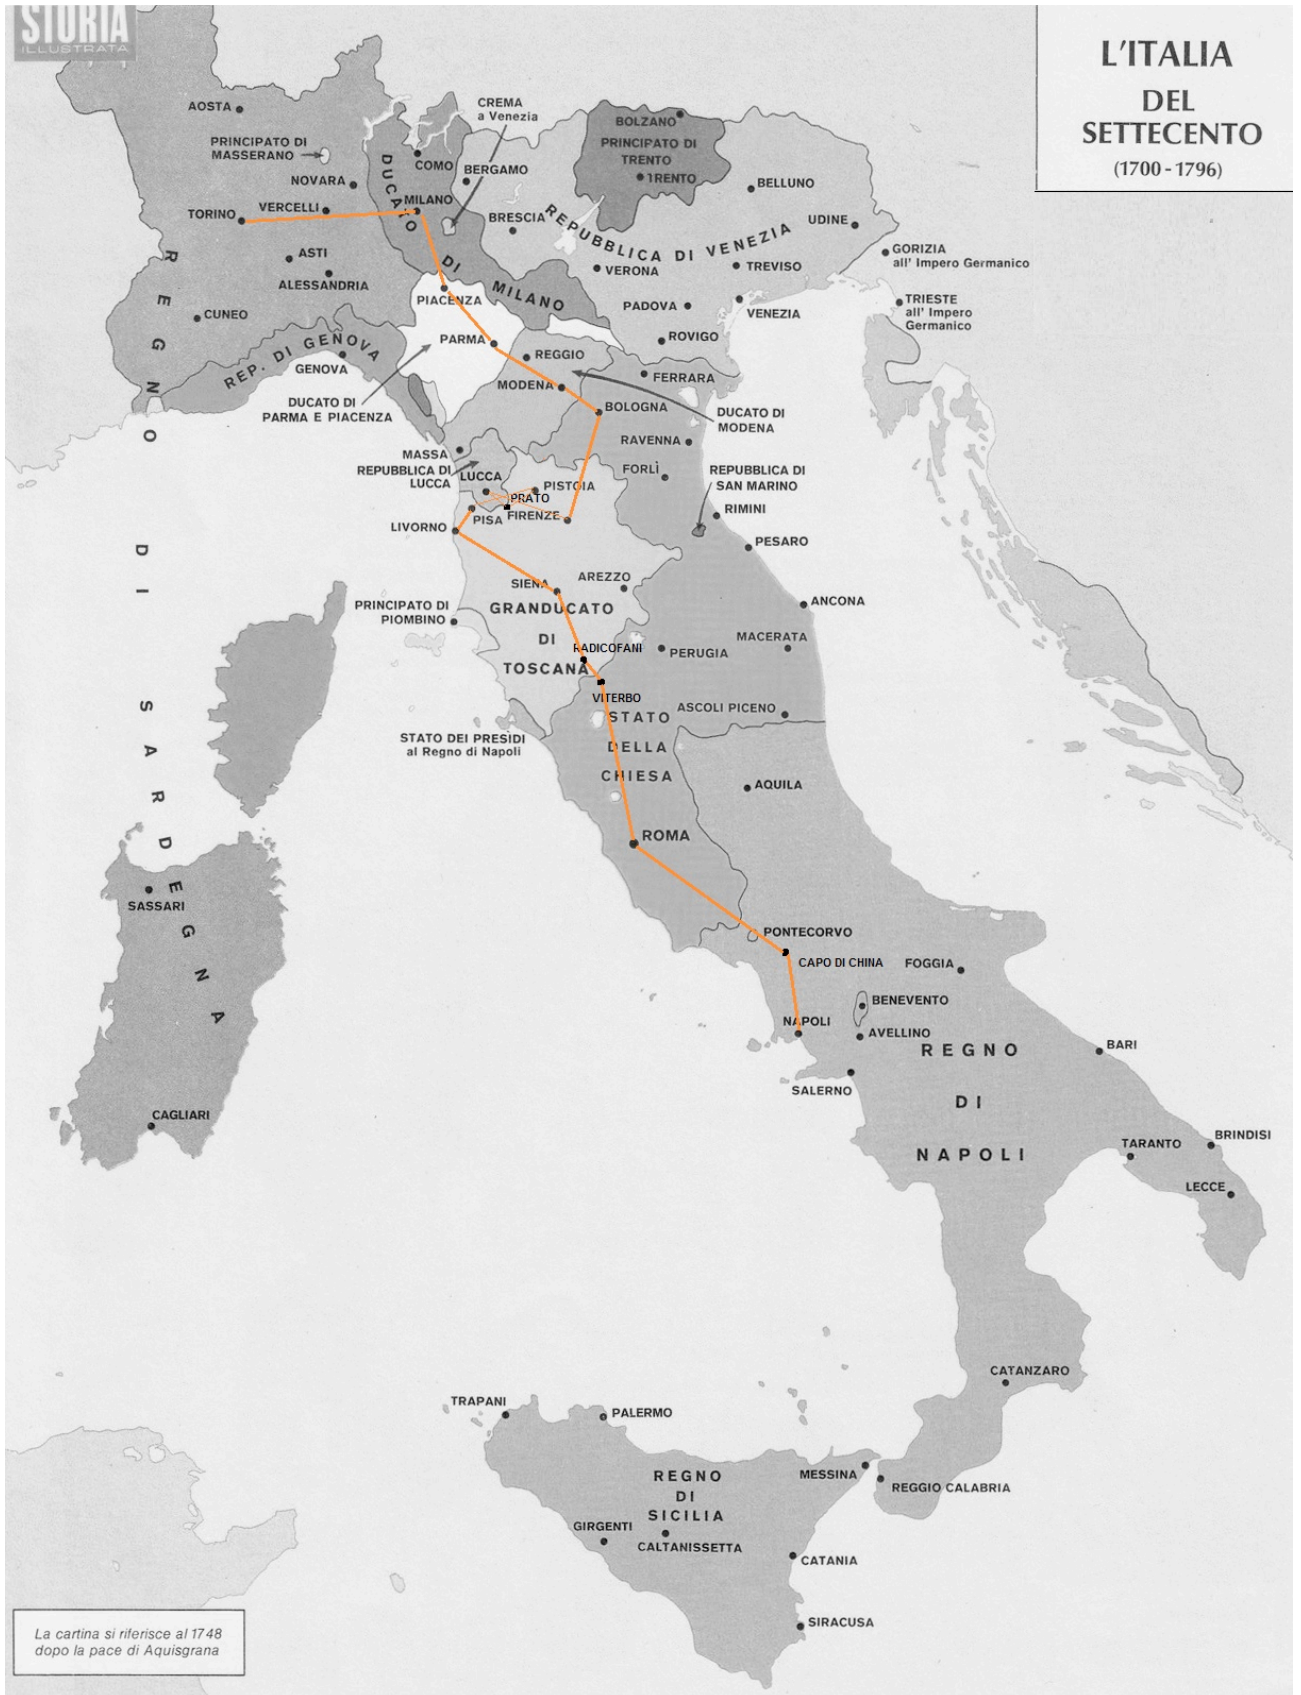 STORIA
ILLUSTRATA
L'ITALIA
DEL
SETTECENTO
(1700 - 1796)
AOSTA
CREMA
a Venezia
BOLZANO
PRINCIPATO DI
MASSERANO
PRINCIPATO DI
TRENTO
TRENTO
COMO
BERGAMO
NOVARA
BELLUNO
DUCATO
DI
MILANO
TORINO
VERCELLI
MILANO
BRESCIA
REPUBBLICA DI VENEZIA
UDINE
GORIZIA
all' Impero Germanico
ASTI
VERONA
TREVISO
ALESSANDRIA
PIACENZA
PADOVA
VENEZIA
TRIESTE
all' Impero
Germanico
CUNEO
ROVIGO
REP. DI GENOVA
GENOVA
PARMA
REGGIO
FERRARA
MODENA
DUCATO DI
PARMA E PIACENZA
BOLOGNA
DUCATO DI
MODENA
RAVENNA
MASSA
REPUBBLICA DI
LUCCA
LUCCA
FORLÌ
REPUBBLICA DI
SAN MARINO
PISTOIA
PRATO
PISA
FIRENZE
RIMINI
LIVORNO
PESARO
SIENA
AREZZO
ANCONA
PRINCIPATO DI
PIOMBINO
GRANDUCATO
DI
TOSCANA
RADICOFANI
MACERATA
PERUGIA
VITERBO
ASCOLI PICENO
STATO
DELLA
CHIESA
STATO DEI PRESIDI
al Regno di Napoli
AQUILA
ROMA
REGNO DI SARDEGNA
SASSARI
PONTECORVO
CAPO DI CHINA
FOGGIA
BENEVENTO
NAPOLI
AVELLINO
BARI
REGNO
DI
NAPOLI
SALERNO
CAGLIARI
BRINDISI
TARANTO
LECCE
CATANZARO
TRAPANI
PALERMO
MESSINA
REGGIO CALABRIA
REGNO
DI
SICILIA
GIRGENTI
CALTANISSETTA
CATANIA
SIRACUSA
La cartina si riferisce al 1748
dopo la pace di Aquisgrana